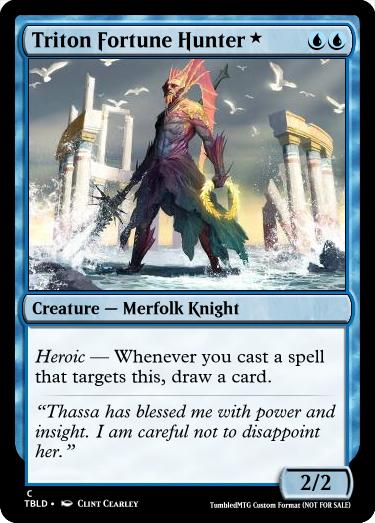 Triton Fortune Hunter ★
Creature — Merfolk Knight
Heroic — Whenever you cast a spell
that targets this, draw a card.
“Thassa has blessed me with power and
insight. I am careful not to disappoint
her.”
2/2
C
TBLD • Clint Cearley
TumbledMTG Custom Format (NOT FOR SALE)